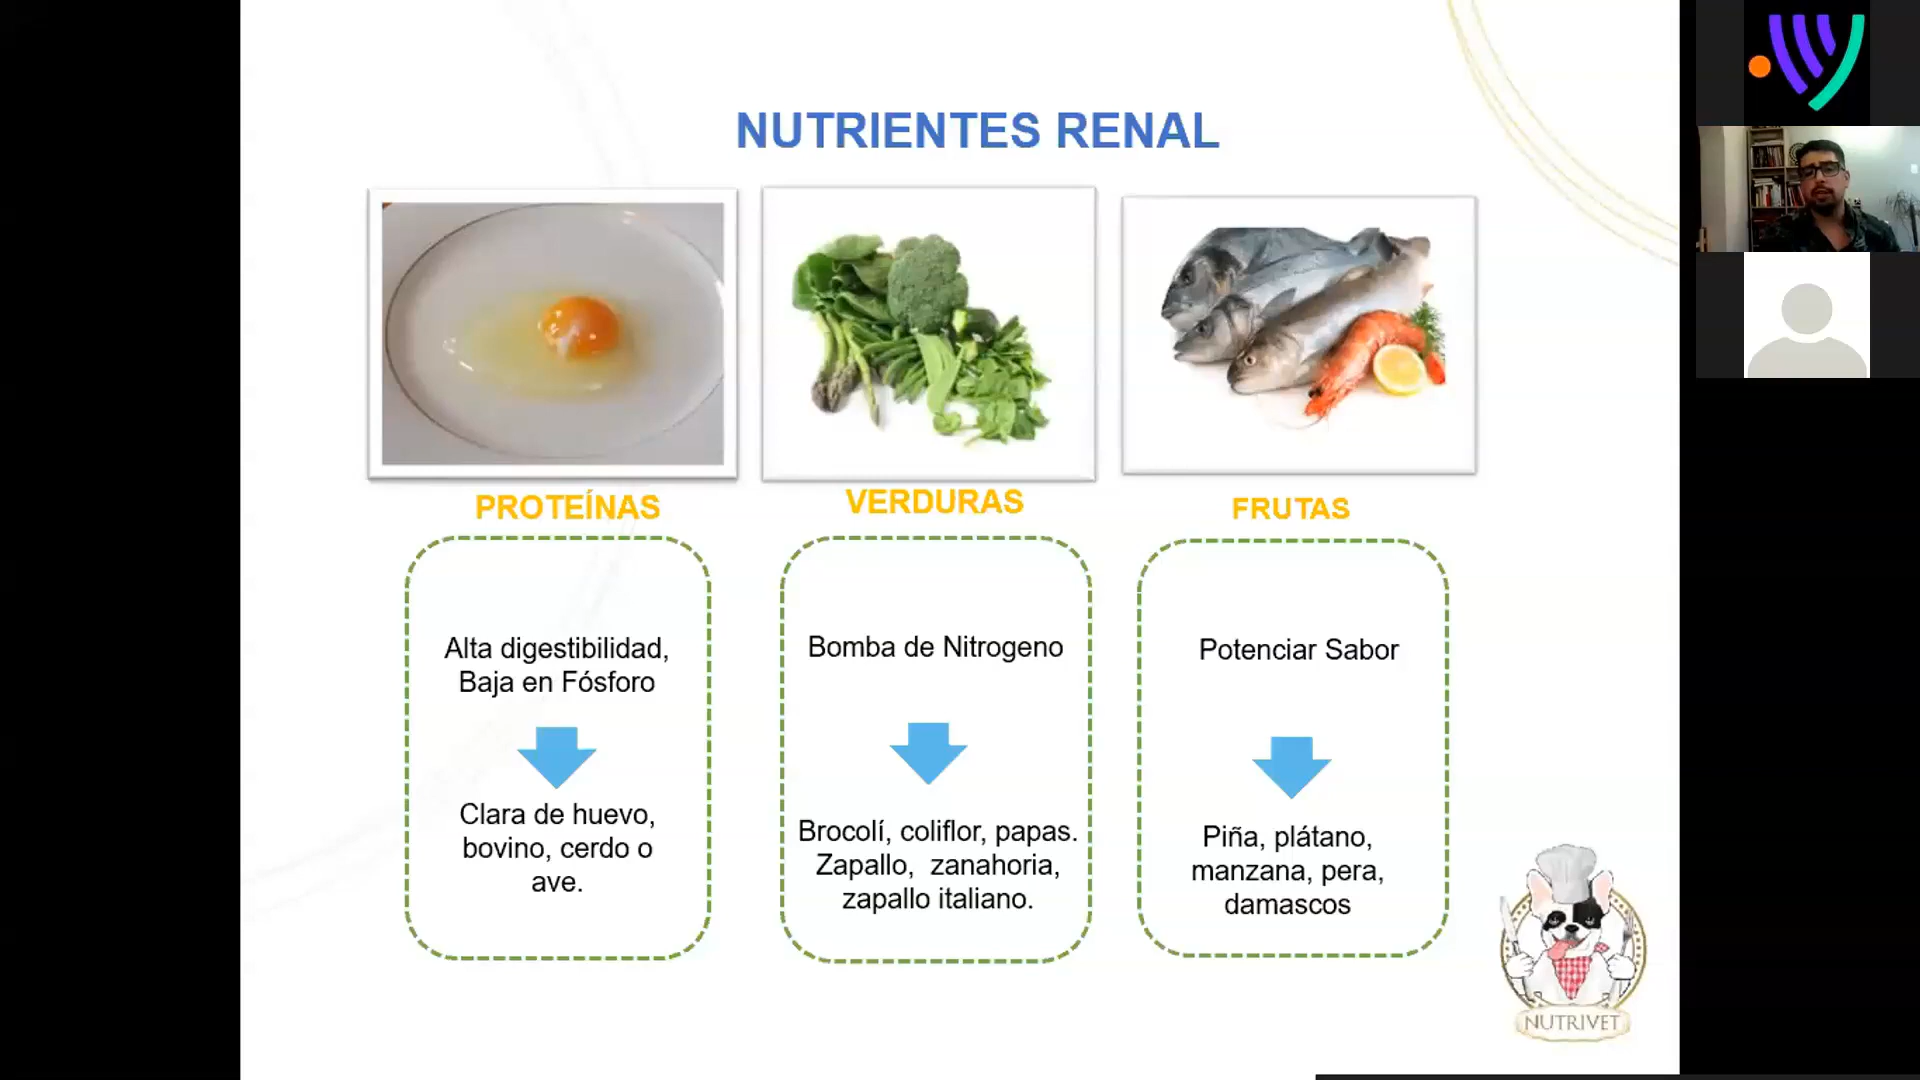 NUTRIENTES RENAL
PROTEÍNAS
Alta digestibilidad,
Baja en Fósforo
Clara de huevo,
bovino, cerdo o
ave.
VERDURAS
Bomba de Nitrogeno
Brocolí, coliflor, papas.
Zapallo, zanahoria,
zapallo italiano.
FRUTAS
Potenciar Sabor
Piña, plátano,
manzana, pera,
damascos
NUTRIVET